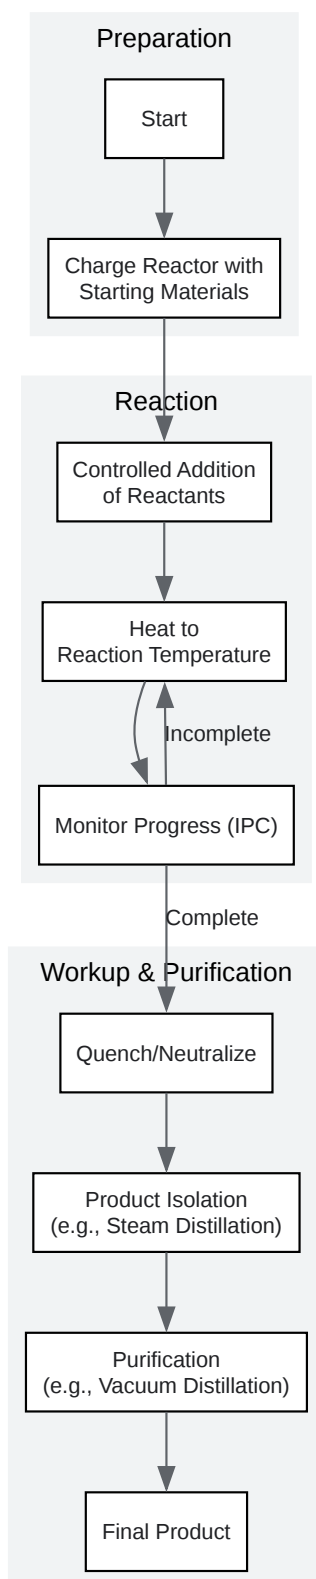 Preparation
Start
Charge Reactor with
Starting Materials
Reaction
Controlled Addition
of Reactants
Heat to
Reaction Temperature
Incomplete
Monitor Progress (IPC)
Complete
Workup & Purification
Quench/Neutralize
Product Isolation
(e.g., Steam Distillation)
Purification
(e.g., Vacuum Distillation)
Final Product